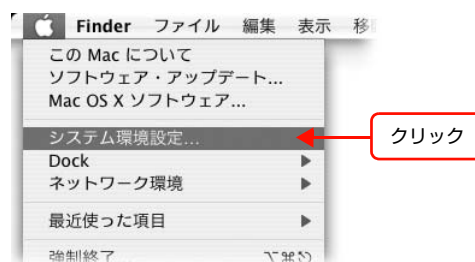 Finder ファイル 編集 表示 移
この Mac について
ソフトウェア・アップデート...
Mac OS X ソフトウェア...
システム環境設定...
クリック
Dock
ネットワーク環境
最近使った項目
強制終了... ⌥⌘⎋